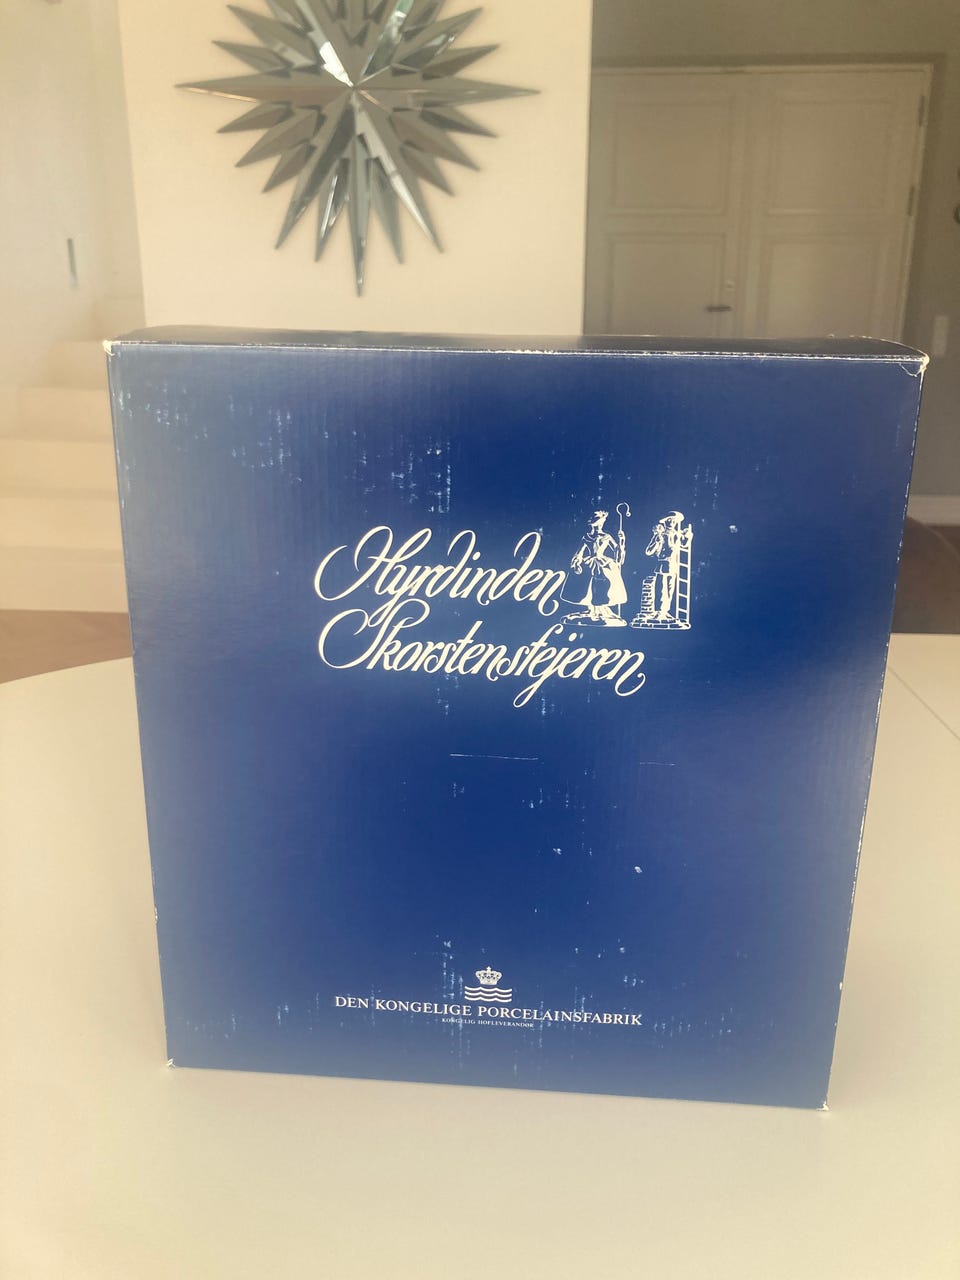 Hyrdinden
Skorstensfejeren
DEN KONGELIGE PORCELAINSFABRIK
KONGELIG HOFLEVERANDØR